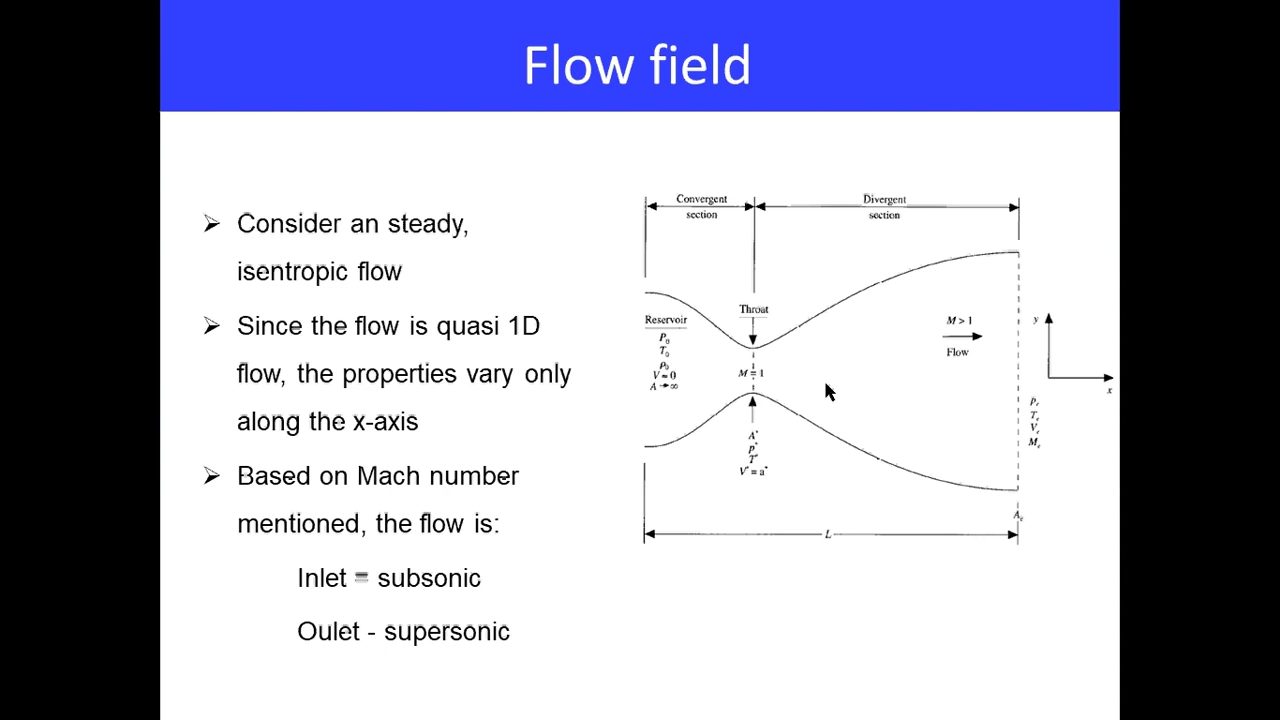 Flow field
➢ Consider an steady,
isentropic flow
➢ Since the flow is quasi 1D
flow, the properties vary only
along the x-axis
➢ Based on Mach number
mentioned, the flow is:
Inlet = subsonic
Oulet - supersonic
Convergent
section
Divergent
section
Throat
Reservoir
P₀
T₀
ρ₀
V≈0
A→∞
M=1
A*
p*
T*
V*=a*
M>1
Flow
y
x
Pₑ
Tₑ
Vₑ
Mₑ
Aₑ
L